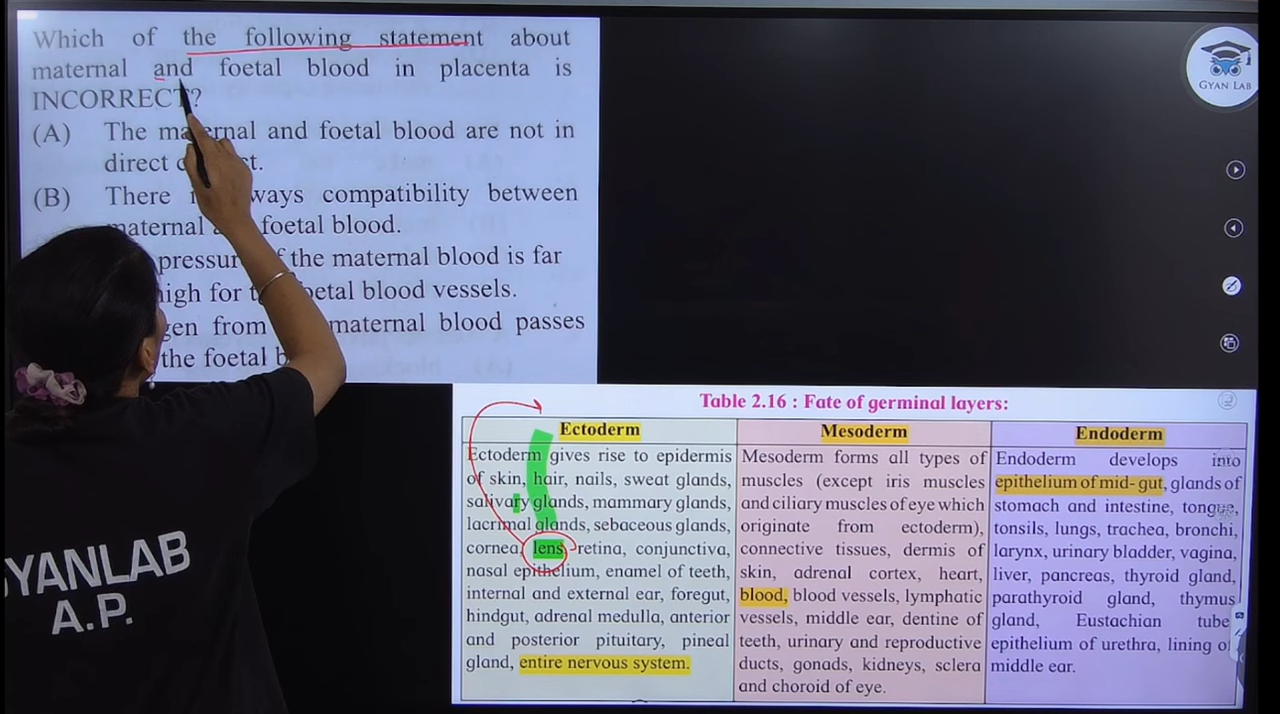 Which of the following statement about
maternal and foetal blood in placenta is
INCORRECT?
(A) The maternal and foetal blood are not in
direct
(B) There compatibility between
maternal foetal blood.
pressure of the maternal blood is far
high for foetal blood vessels.
maternal blood passes
the foetal
GYAN LAB
Table 2.16 : Fate of germinal layers:
Ectoderm
Ectoderm gives rise to epidermis
of skin, hair, nails, sweat glands,
salivary glands, mammary glands,
lacrimal glands, sebaceous glands,
cornea, lens, retina, conjunctiva,
nasal epithelium, enamel of teeth,
internal and external ear, foregut,
hindgut, adrenal medulla, anterior
and posterior pituitary, pineal
gland, entire nervous system.
Mesoderm
Mesoderm forms all types of
muscles (except iris muscles
and ciliary muscles of eye which
originate from ectoderm),
connective tissues, dermis of
skin, adrenal cortex, heart,
blood, blood vessels, lymphatic
vessels, middle ear, dentine of
teeth, urinary and reproductive
ducts, gonads, kidneys, sclera
and choroid of eye.
Endoderm
Endoderm develops into
epithelium of mid- gut, glands of
stomach and intestine, tongue,
tonsils, lungs, trachea, bronchi,
larynx, urinary bladder, vagina,
liver, pancreas, thyroid gland,
parathyroid gland, thymus
gland, Eustachian tube
epithelium of urethra, lining of
middle ear.
GYANLAB
A.P.